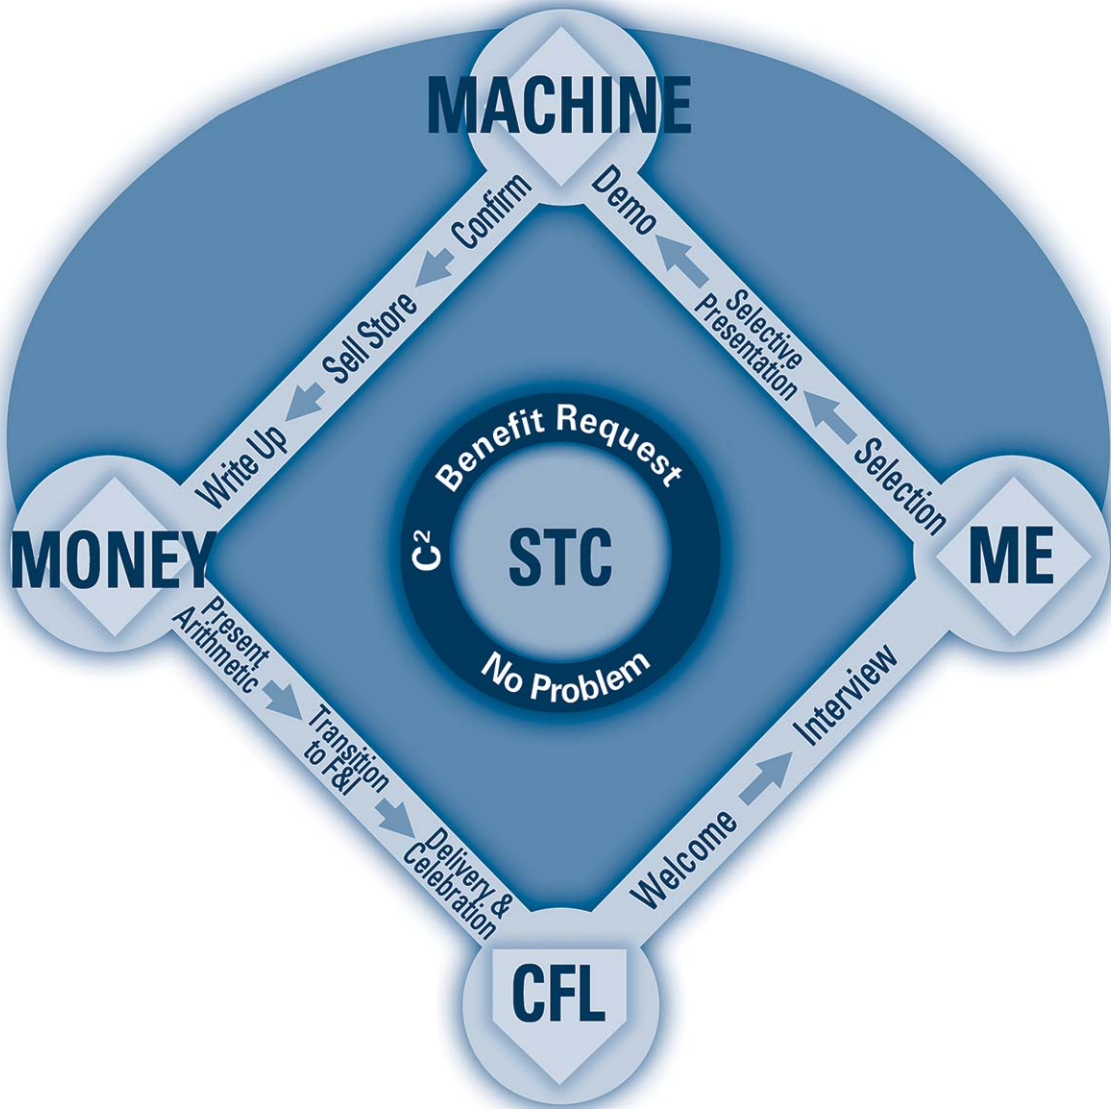 MACHINE
Confirm
Demo
Sell Store
Selective
Presentation
Write Up
Selection
Benefit Request
C²
STC
No Problem
MONEY
ME
Present
Arithmetic
Interview
Transition
to F&I
Welcome
Delivery &
Celebration
CFL